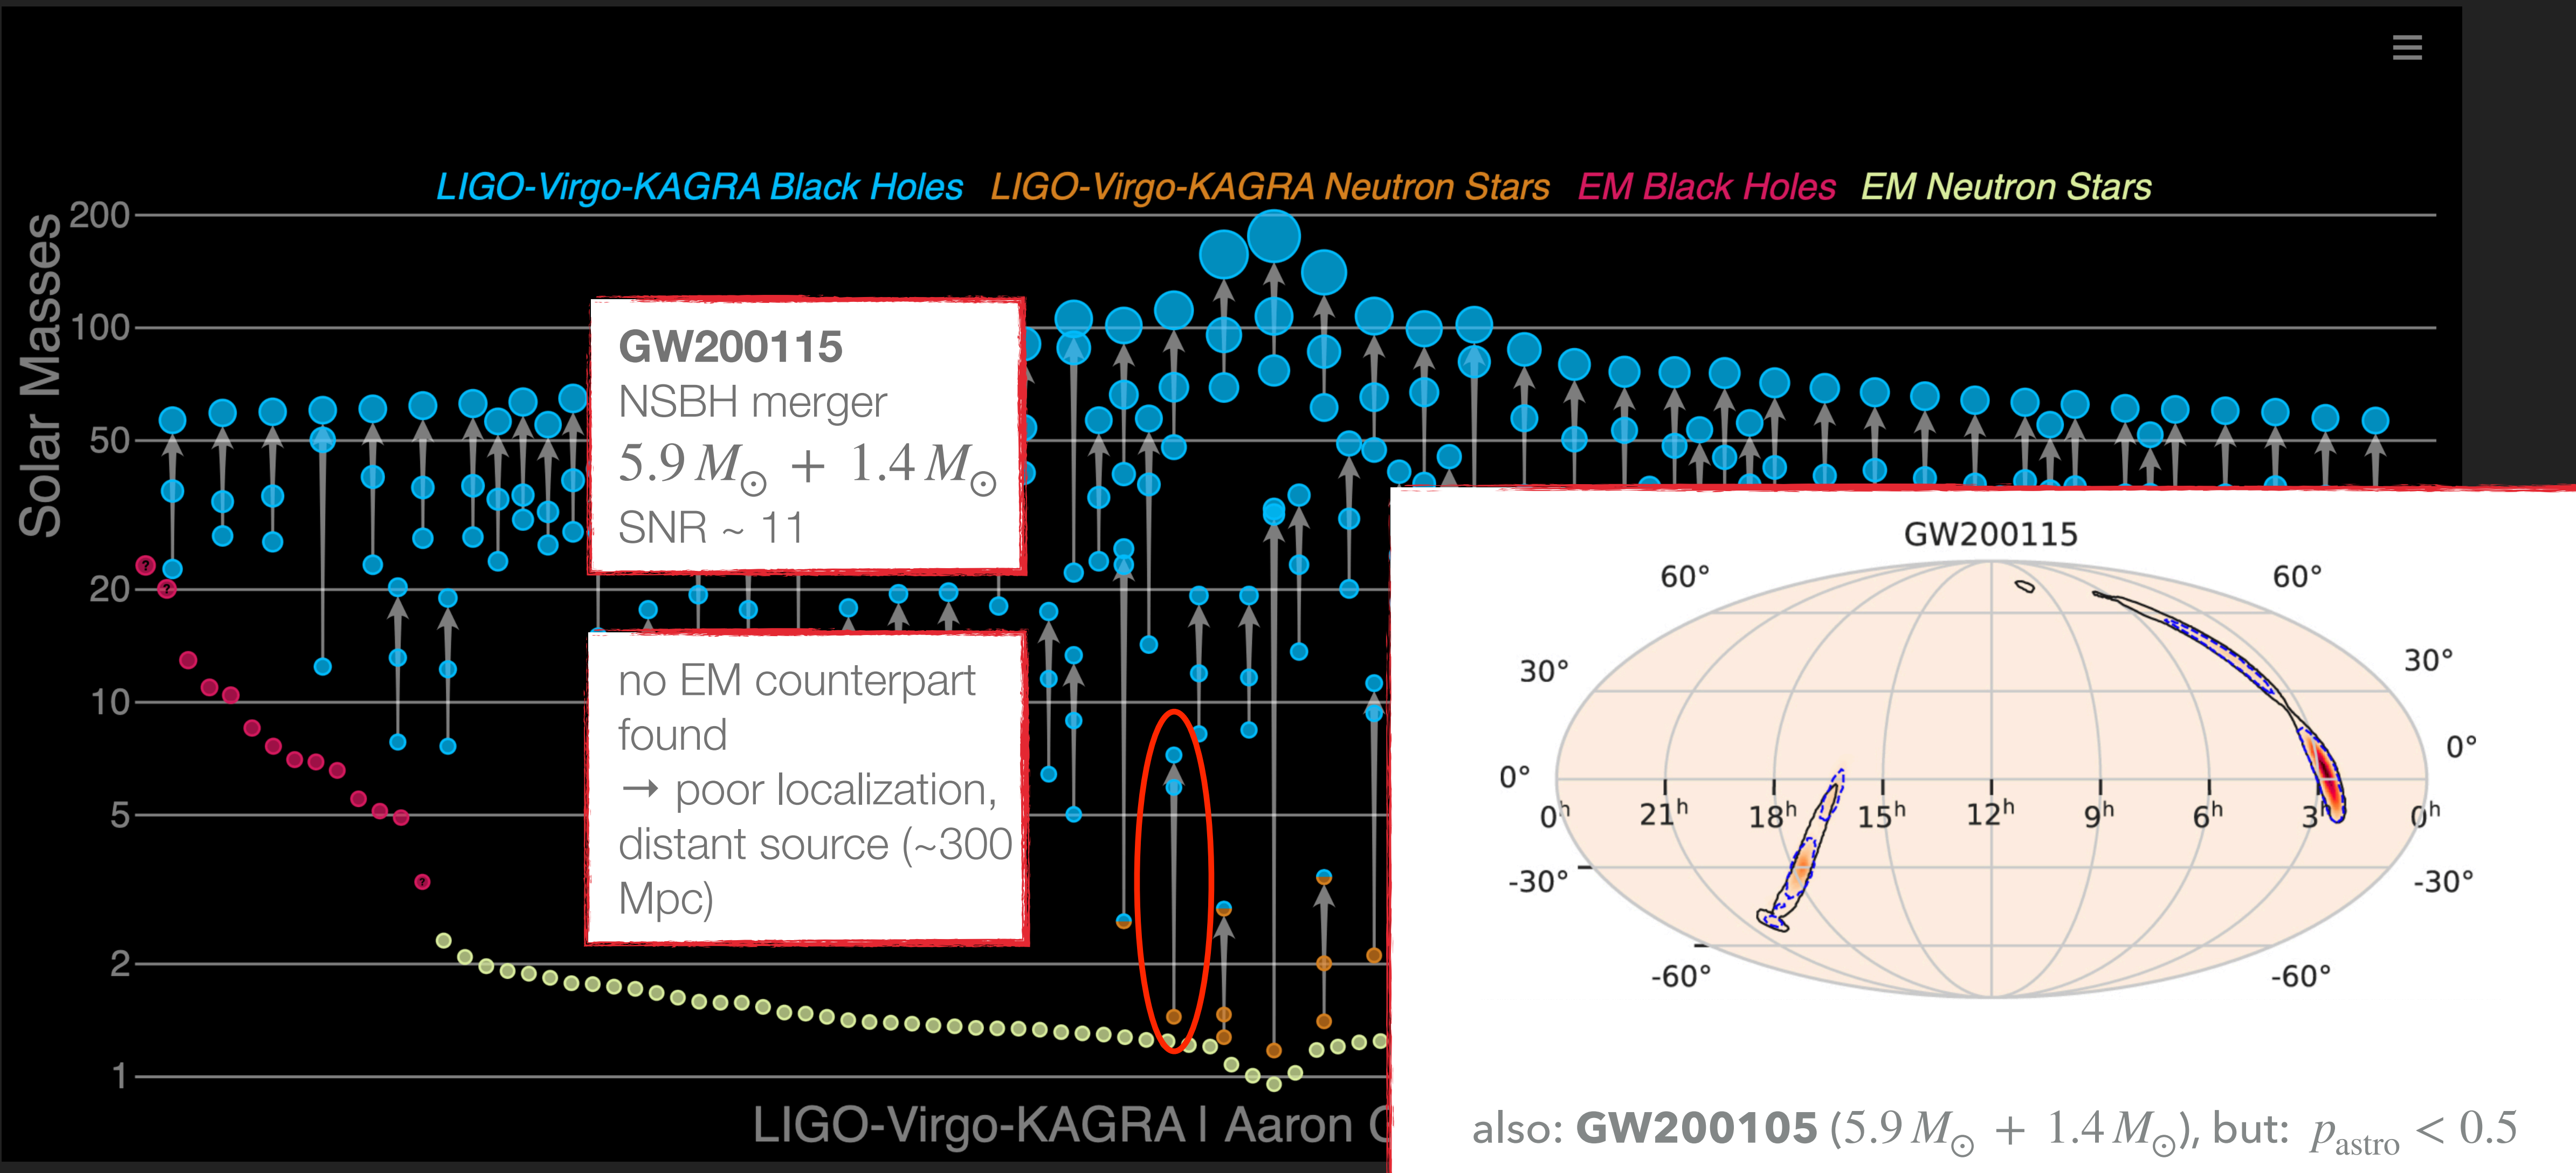 LIGO-Virgo-KAGRA Black Holes LIGO-Virgo-KAGRA Neutron Stars EM Black Holes EM Neutron Stars
Solar Masses
200
100
50
20
10
5
2
1
GW200115
NSBH merger
5.9 M⊙ + 1.4 M⊙
SNR ~ 11
no EM counterpart
found
→ poor localization,
distant source (~300
Mpc)
?
?
?
GW200115
60° 60°
30° 30°
0° 0°
0h 21h 18h 15h 12h 9h 6h 3h 0h
-30° -30°
-60° -60°
LIGO-Virgo-KAGRA | Aaron
also: GW200105 (5.9 M⊙ + 1.4 M⊙), but: pastro < 0.5